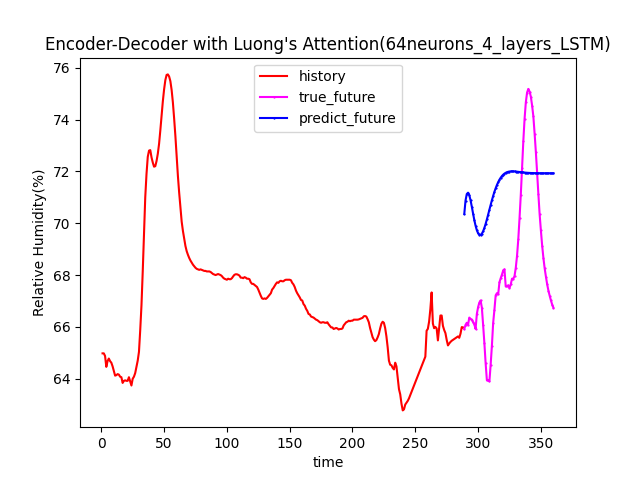 Encoder-Decoder with Luong's Attention(64neurons_4_layers_LSTM)
history
true_future
predict_future
Relative Humidity(%)
76
74
72
70
68
66
64
0 50 100 150 200 250 300 350
time